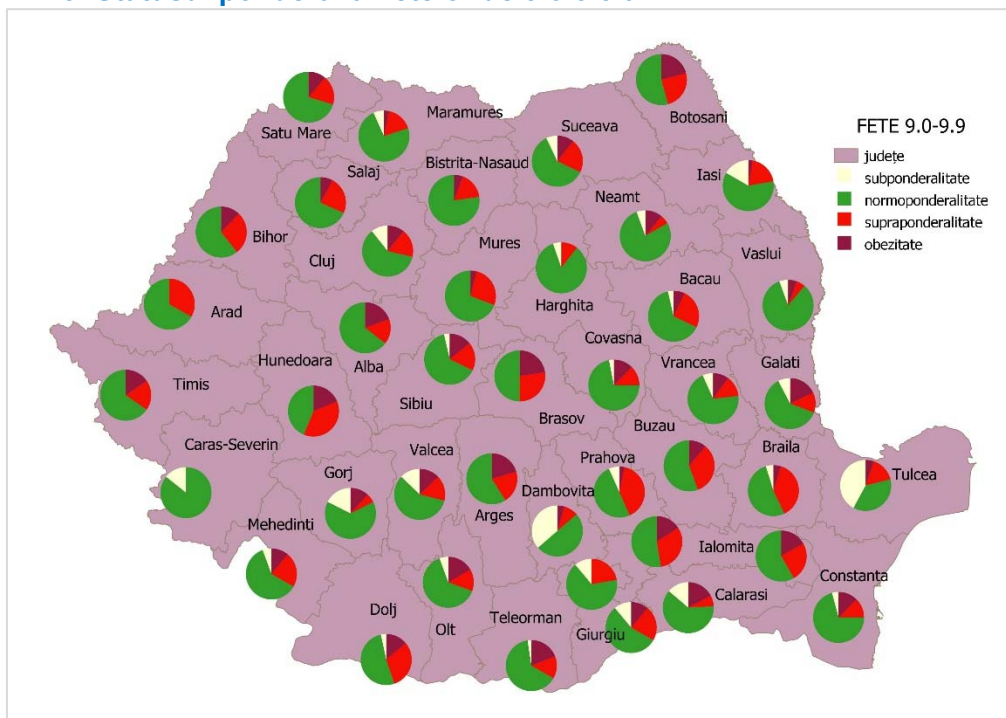 Satu Mare
Maramures
Suceava
Botosani
FETE 9.0-9.9
județe
subponderalitate
normoponderalitate
supraponderalitate
obezitate
Salaj
Bistrita-Nasaud
Iasi
Neamt
Bihor
Cluj
Mures
Vaslui
Harghita
Bacau
Arad
Hunedoara
Alba
Covasna
Timis
Sibiu
Brasov
Vrancea
Galati
Buzau
Caras-Severin
Valcea
Gorj
Prahova
Braila
Arges
Dambovita
Tulcea
Mehedinti
Ialomita
Calarasi
Constanta
Dolj
Olt
Teleorman
Giurgiu